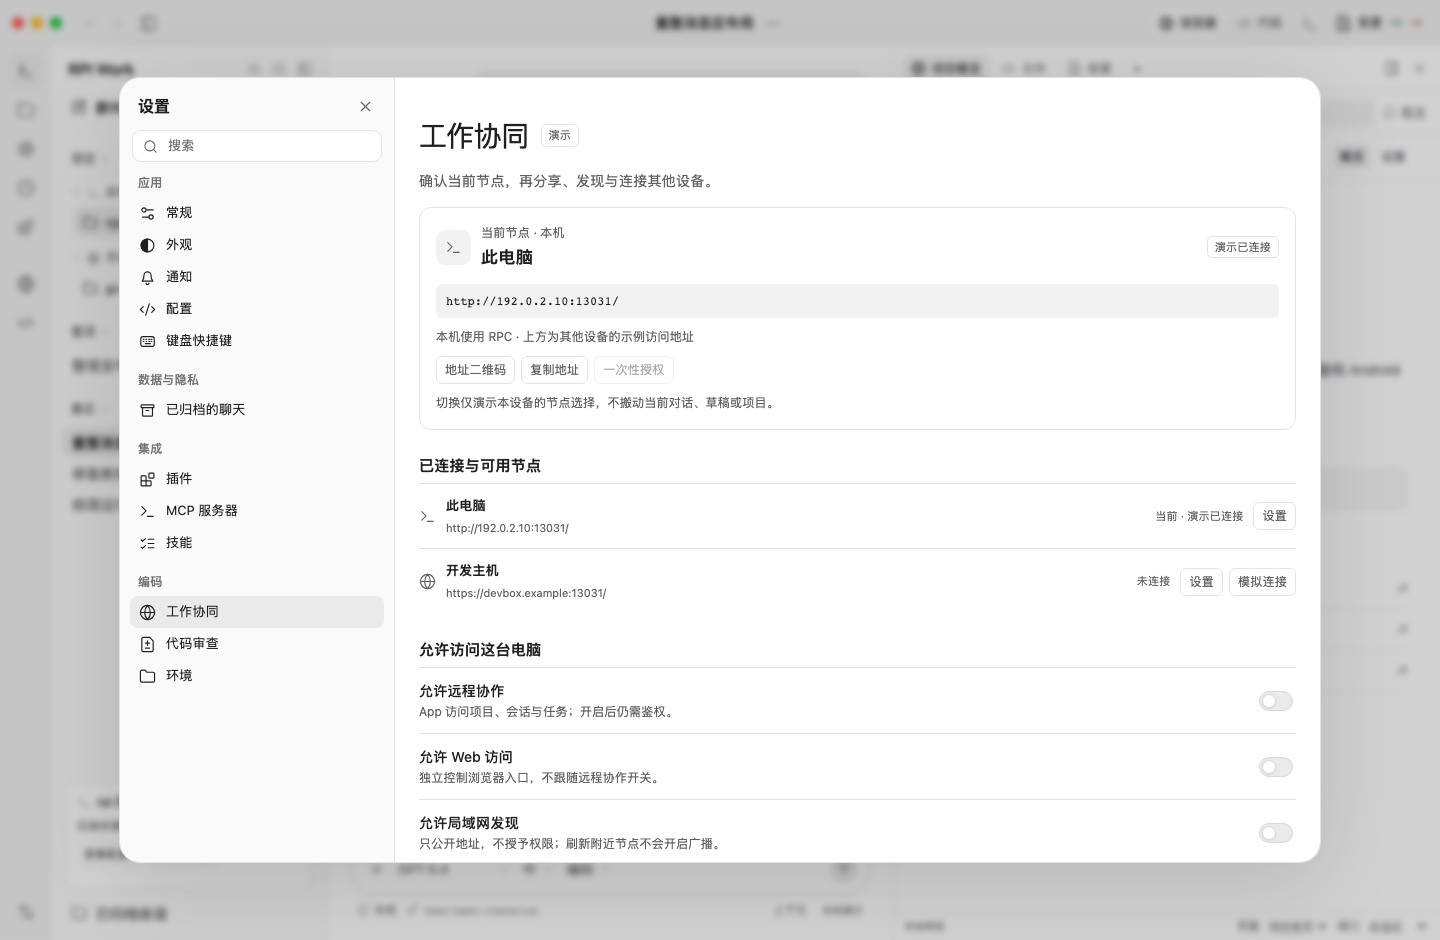 RPI Work
设置
搜索
应用
常规
外观
通知
配置
键盘快捷键
数据与隐私
已归档的聊天
集成
插件
MCP 服务器
技能
编码
工作协同
代码审查
环境
工作协同
演示
确认当前节点，再分享、发现与连接其他设备。
当前节点 · 本机
此电脑
演示已连接
http://192.0.2.10:13031/
本机使用 RPC · 上方为其他设备的示例访问地址
地址二维码
复制地址
一次性授权
切换仅演示本设备的节点选择，不搬动当前对话、草稿或项目。
已连接与可用节点
此电脑
http://192.0.2.10:13031/
当前 · 演示已连接
设置
开发主机
https://devbox.example:13031/
未连接
设置
模拟连接
允许访问这台电脑
允许远程协作
App 访问项目、会话与任务；开启后仍需鉴权。
允许 Web 访问
独立控制浏览器入口，不跟随远程协作开关。
允许局域网发现
只公开地址，不授予权限；刷新附近节点不会开启广播。